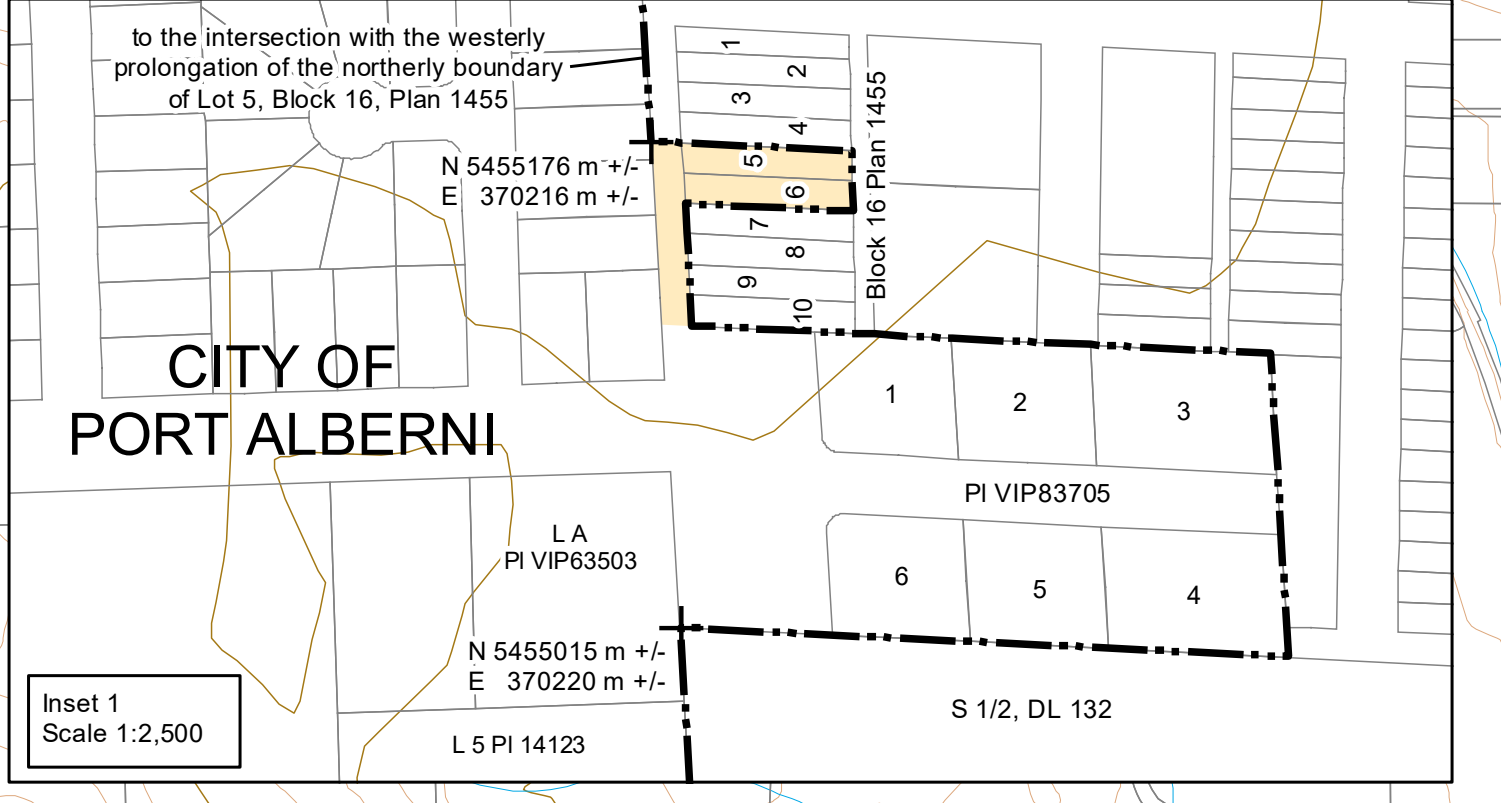 to the intersection with the westerly
prolongation of the northerly boundary
of Lot 5, Block 16, Plan 1455
1
2
3
4
5
6
7
8
9
10
Block 16 Plan 1455
N 5455176 m +/-
E 370216 m +/-
CITY OF
PORT ALBERNI
1
2
3
Pl VIP83705
L A
Pl VIP63503
6
5
4
N 5455015 m +/-
E 370220 m +/-
S 1/2, DL 132
L 5 Pl 14123
Inset 1
Scale 1:2,500